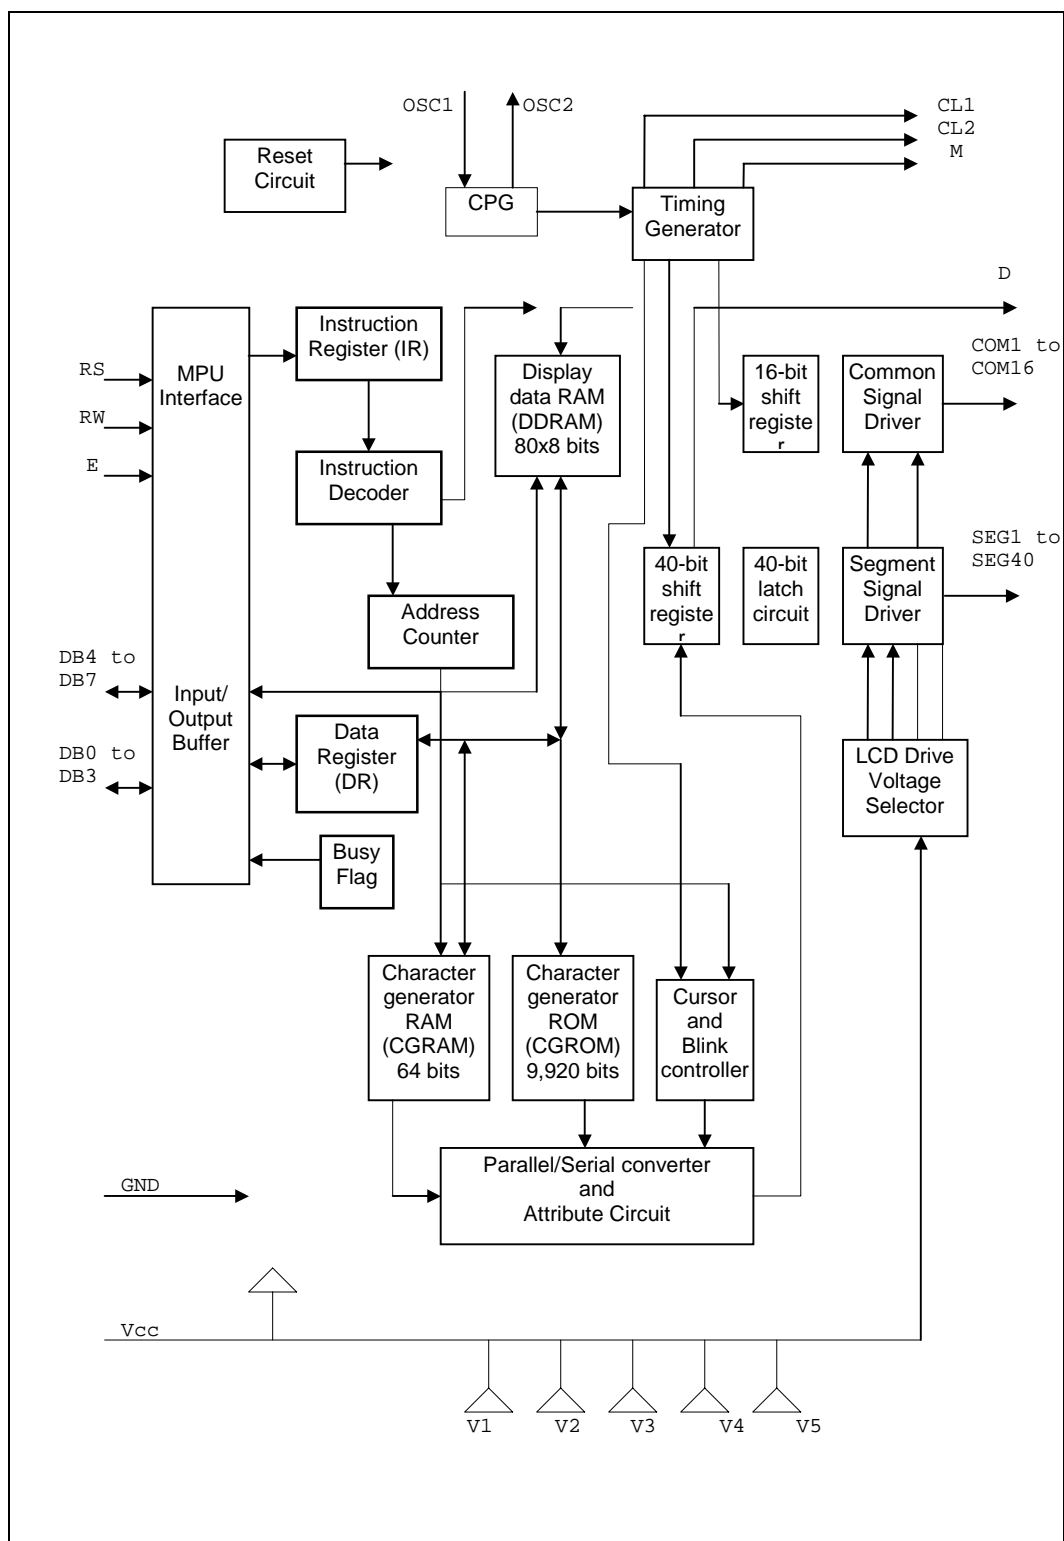 OSC1
OSC2
CL1
CL2
M
Reset
Circuit
CPG
Timing
Generator
D
MPU
Interface
Instruction
Register (IR)
Display
data RAM
(DDRAM)
80x8 bits
16-bit
shift
registe
r
Common
Signal
Driver
COM1 to
COM16
RS
RW
E
Instruction
Decoder
40-bit
shift
registe
r
40-bit
latch
circuit
Segment
Signal
Driver
SEG1 to
SEG40
Address
Counter
DB4 to
DB7
Input/
Output
Buffer
Data
Register
(DR)
DB0 to
DB3
LCD Drive
Voltage
Selector
Busy
Flag
Character
generator
RAM
(CGRAM)
64 bits
Character
generator
ROM
(CGROM)
9,920 bits
Cursor
and
Blink
controller
Parallel/Serial converter
and
Attribute Circuit
GND
Vcc
V1
V2
V3
V4
V5